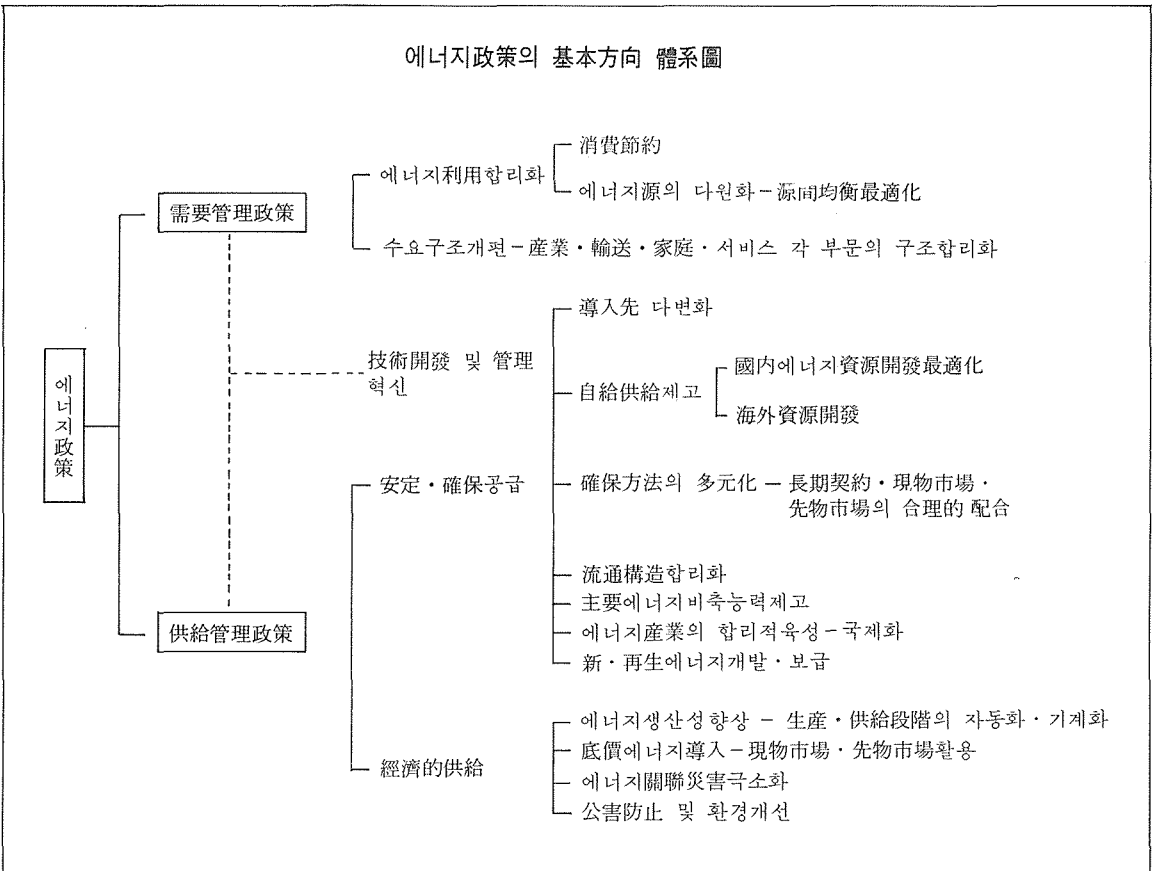 에너지政策의 基本方向 體系圖
에너지政策
需要管理政策
에너지利用합리화
消費節約
에너지源의 다원화－源間均衡最適化
수요구조개편－産業・輸送・家庭・서비스 각 부문의 구조합리화
技術開發 및 管理
혁신
供給管理政策
安定・確保공급
導入先 다변화
自給供給제고
國內에너지資源開發最適化
海外資源開發
確保方法의 多元化 － 長期契約・現物市場・
先物市場의 合理的 配合
流通構造합리화
主要에너지비축능력제고
에너지産業의 합리적육성－국제화
新・再生에너지개발・보급
經濟的供給
에너지생산성향상 － 生産・供給段階의 자동화・기계화
底價에너지導入－現物市場・先物市場活用
에너지關聯災害극소화
公害防止 및 환경개선